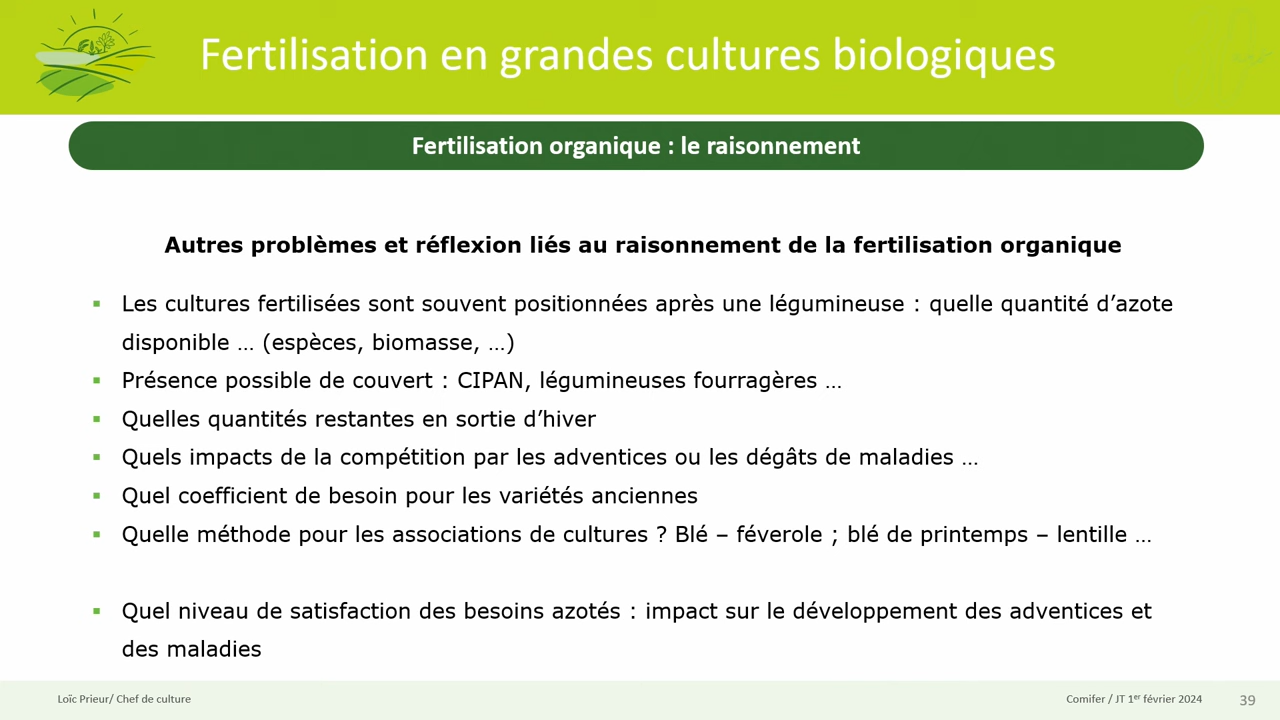 Fertilisation en grandes cultures biologiques
Fertilisation organique : le raisonnement
Autres problèmes et réflexion liés au raisonnement de la fertilisation organique
▪ Les cultures fertilisées sont souvent positionnées après une légumineuse : quelle quantité d’azote
disponible … (espèces, biomasse, …)
▪ Présence possible de couvert : CIPAN, légumineuses fourragères …
▪ Quelles quantités restantes en sortie d’hiver
▪ Quels impacts de la compétition par les adventices ou les dégâts de maladies …
▪ Quel coefficient de besoin pour les variétés anciennes
▪ Quelle méthode pour les associations de cultures ? Blé – féverole ; blé de printemps – lentille …
▪ Quel niveau de satisfaction des besoins azotés : impact sur le développement des adventices et
des maladies
Loïc Prieur/ Chef de culture
Comifer / JT 1er février 2024
39